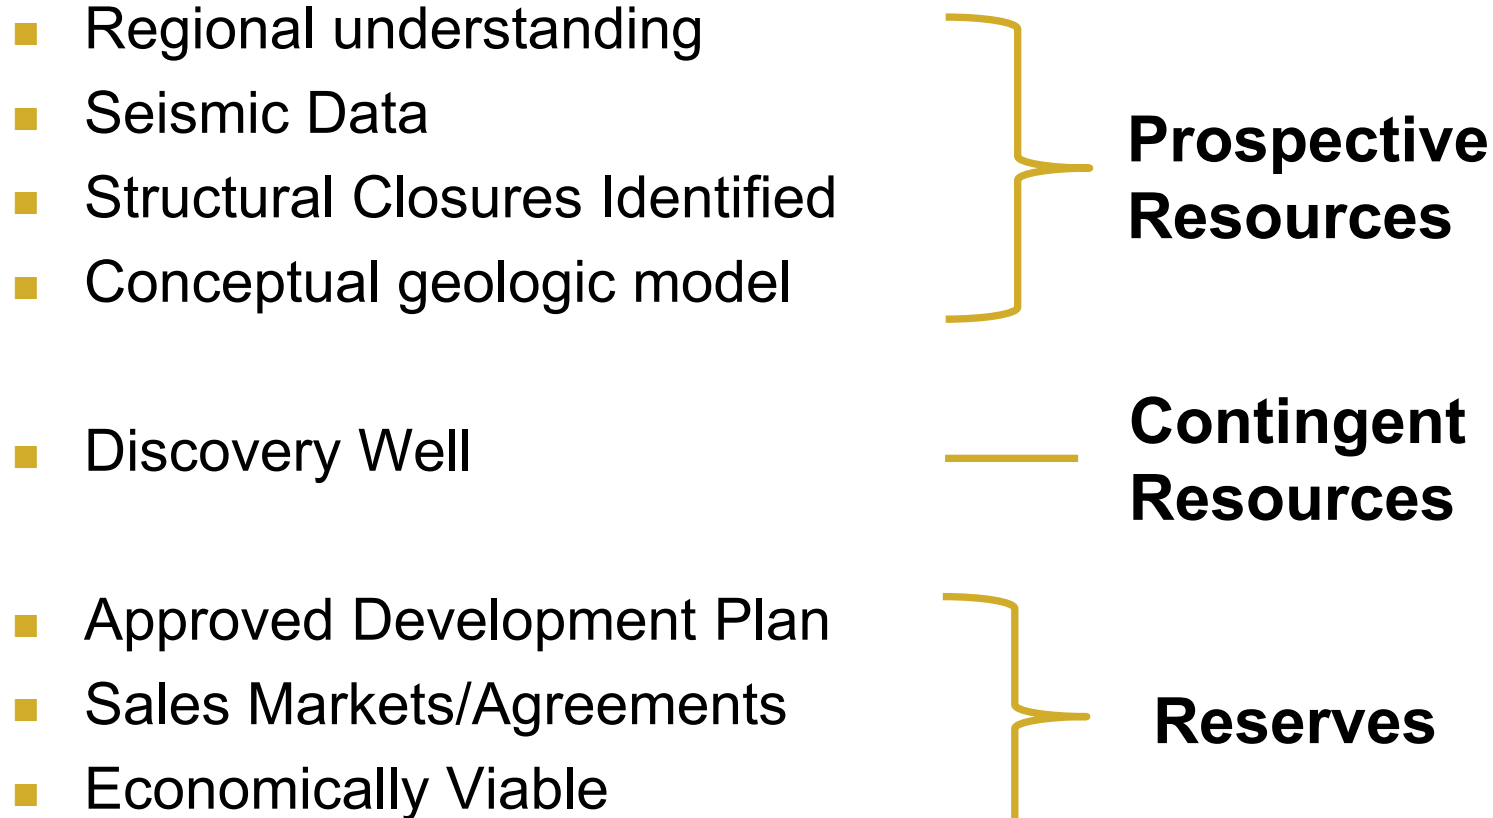 Regional understanding
Seismic Data
Structural Closures Identified
Conceptual geologic model
Prospective
Resources
Discovery Well
Contingent
Resources
Approved Development Plan
Sales Markets/Agreements
Economically Viable
Reserves